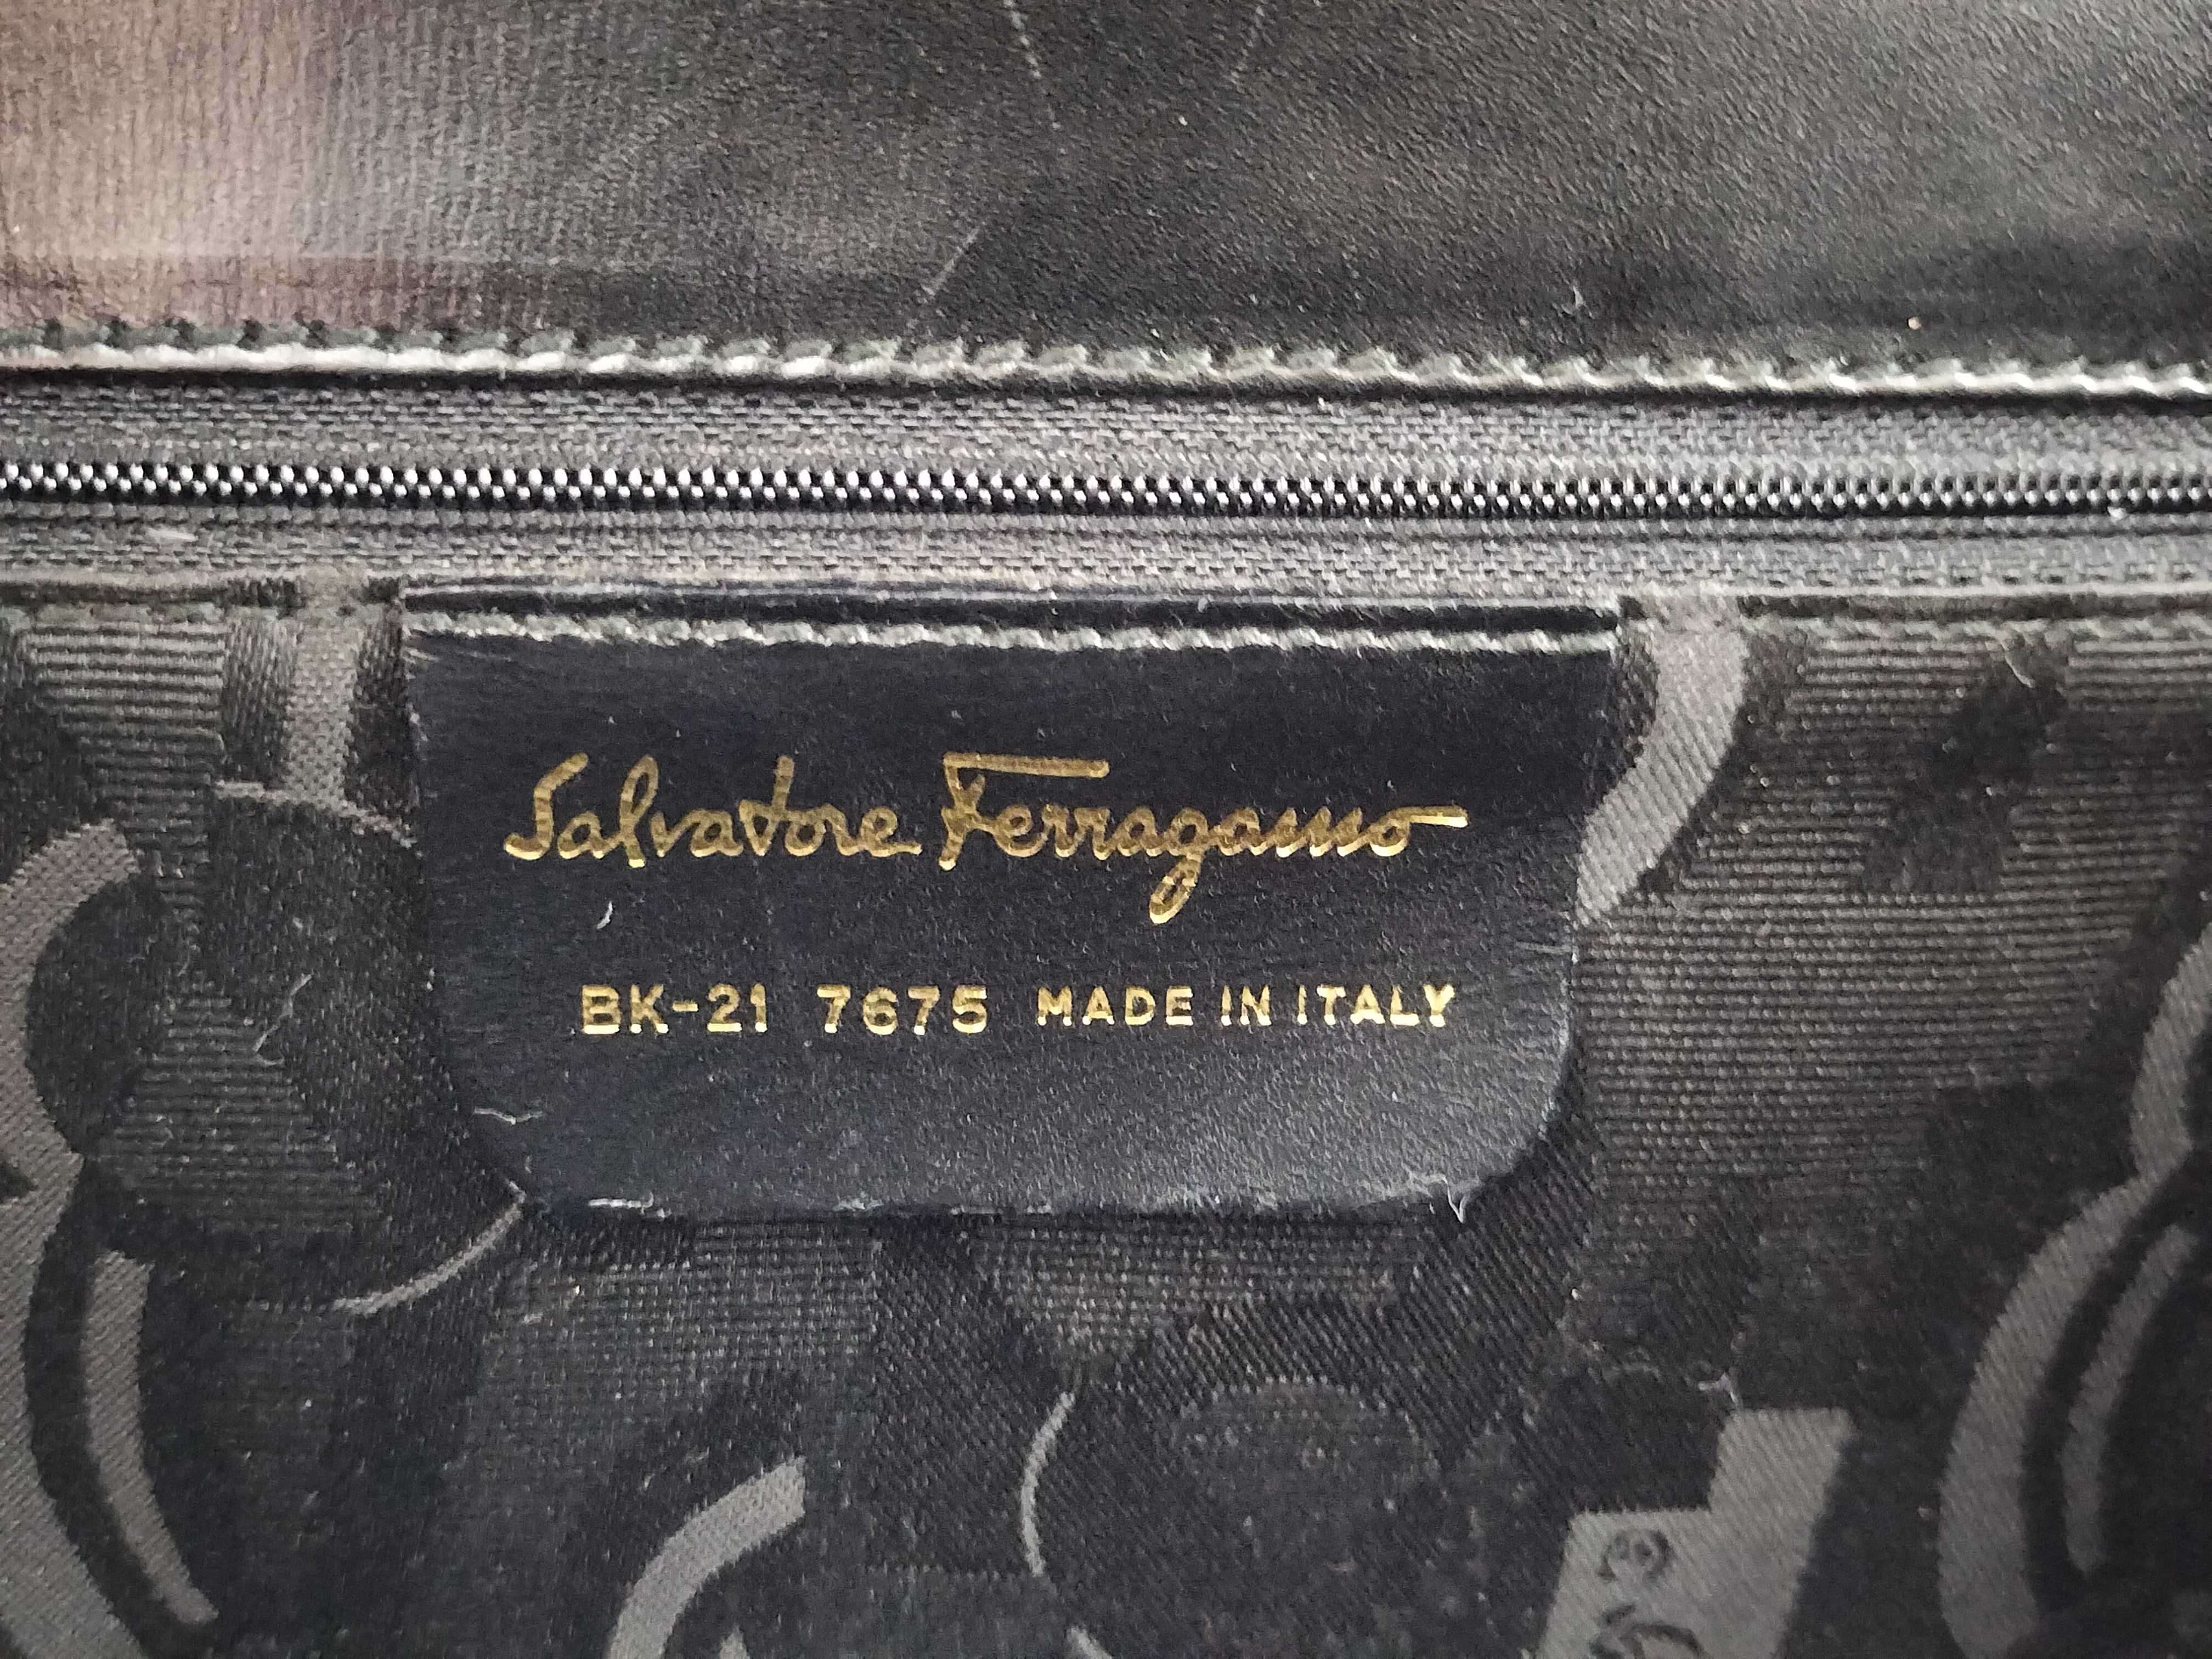 Salvatore Ferragamo
BK-21 7675 MADE IN ITALY